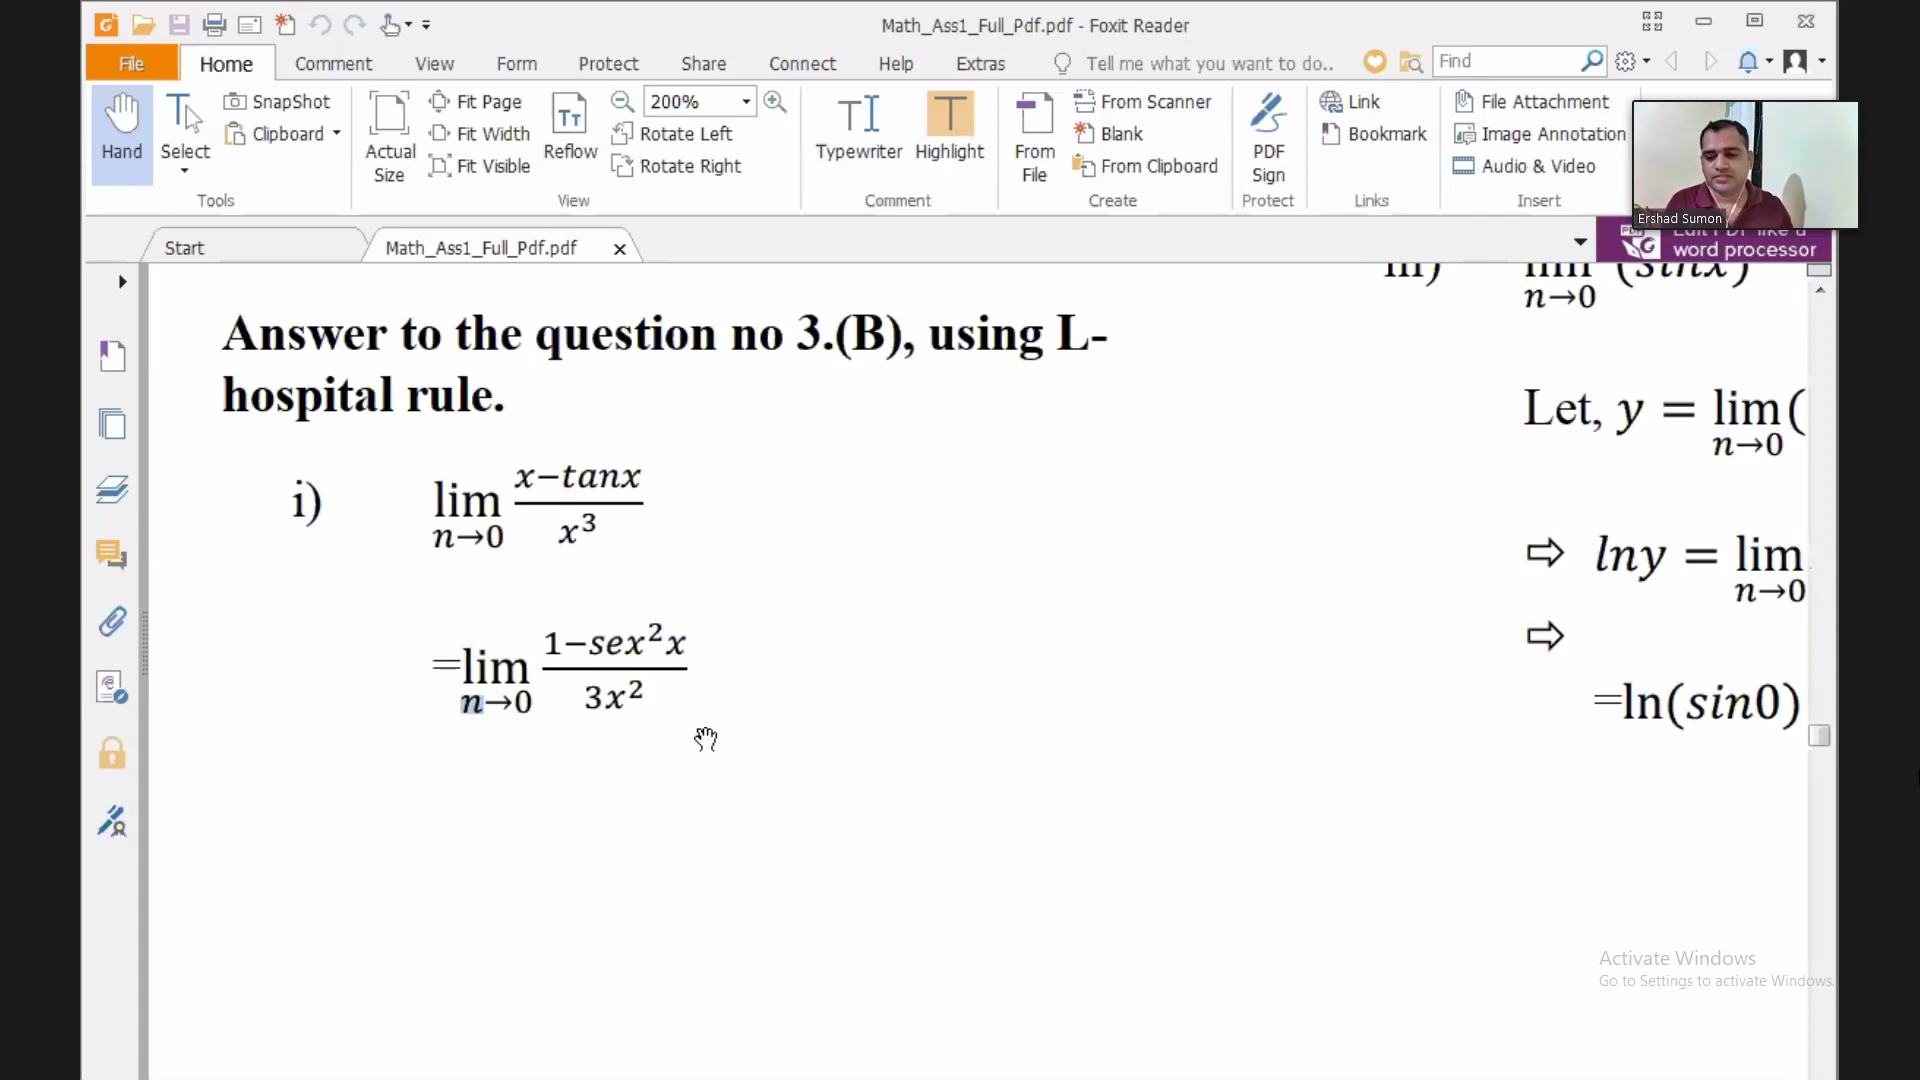 Math_Ass1_Full_Pdf.pdf - Foxit Reader
File Home Comment View Form Protect Share Connect Help Extras Tell me what you want to do.. Find
Hand
Select
SnapShot
Clipboard
Tools
Actual Size
Fit Page
Fit Width
Fit Visible
Reflow
200%
Rotate Left
Rotate Right
View
Typewriter
Highlight
Comment
From File
From Scanner
Blank
From Clipboard
Create
PDF Sign
Protect
Link
Bookmark
Links
File Attachment
Image Annotation
Audio & Video
Insert
Ershad Sumon
Start
Math_Ass1_Full_Pdf.pdf
word processor
Answer to the question no 3.(B), using L-
hospital rule.
i) lim n→0 x−tanx / x³
=lim n→0 1−sex²x / 3x²
lim n→0 (sinx)
Let, y = lim n→0 (
⇨ lny = lim n→0
⇨
=ln(sin0)
Activate Windows
Go to Settings to activate Windows.